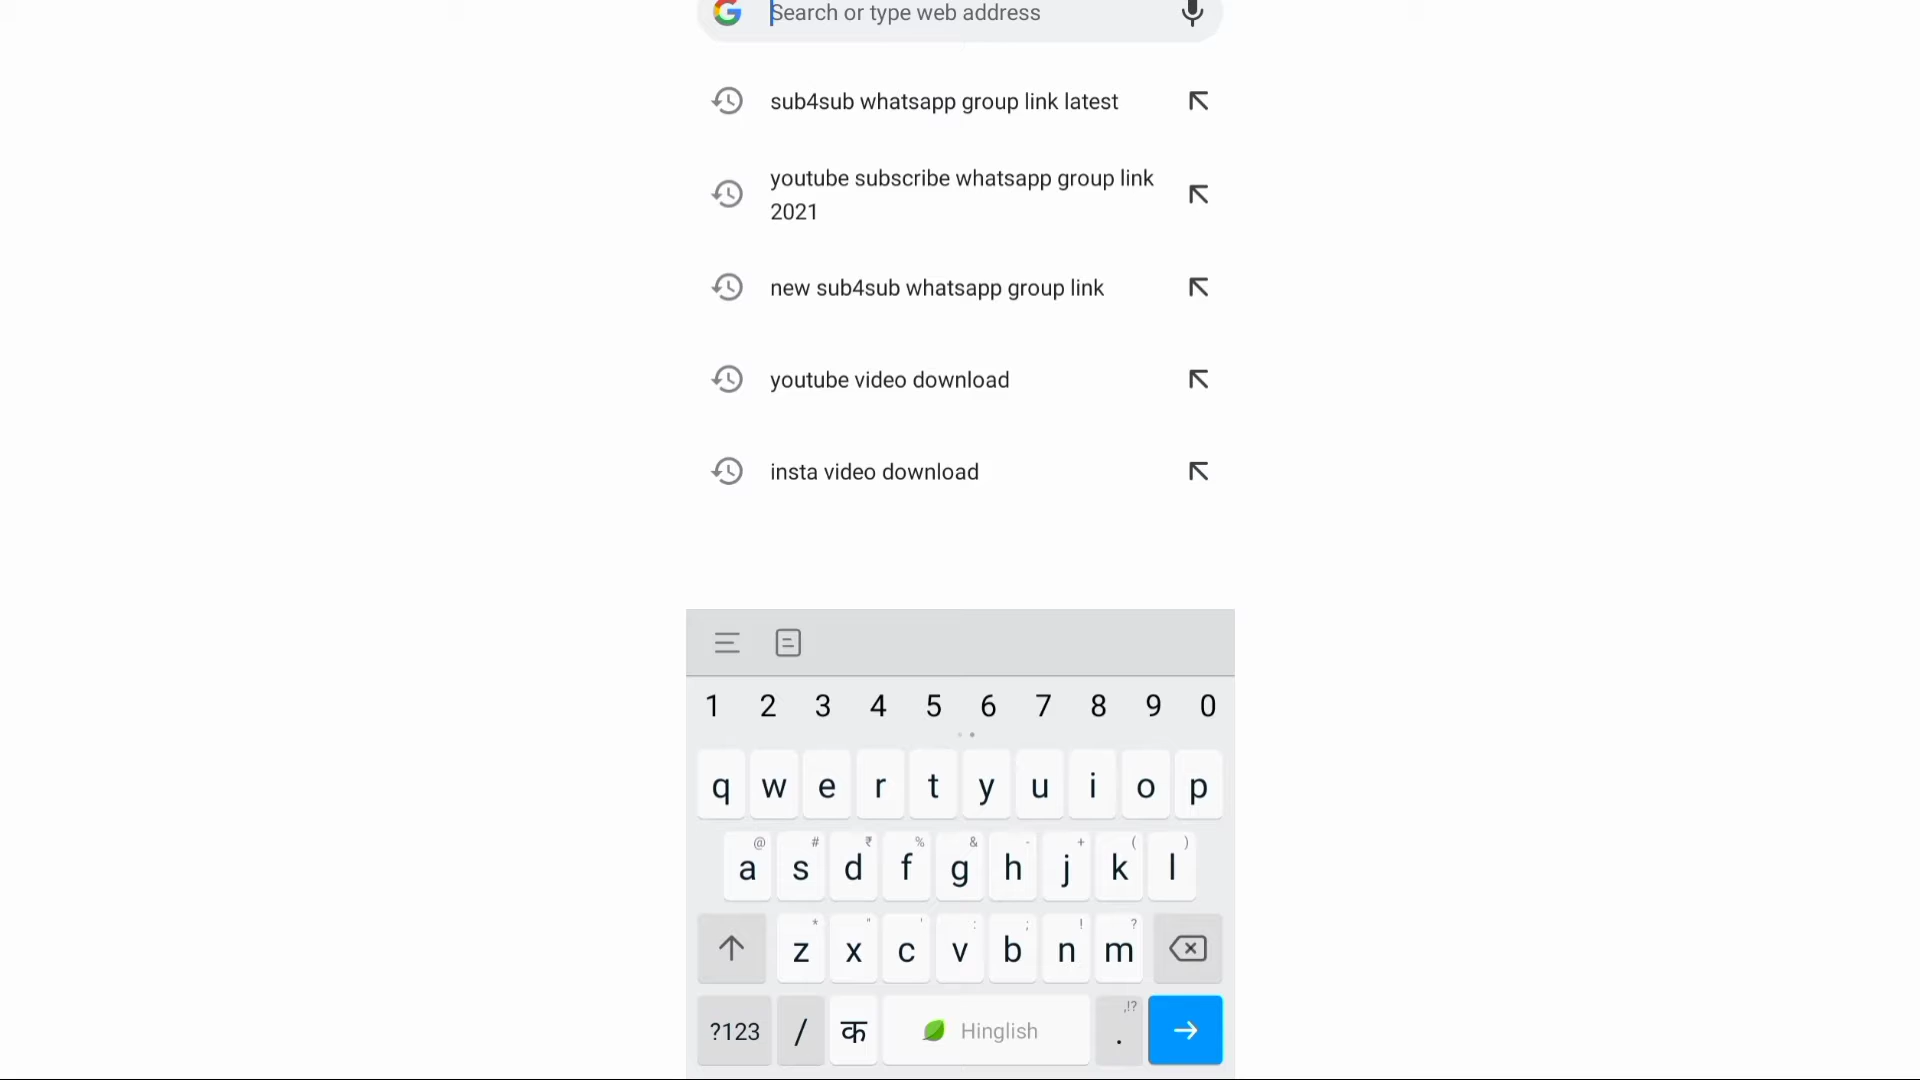 Search or type web address
sub4sub whatsapp group link latest
youtube subscribe whatsapp group link
2021
new sub4sub whatsapp group link
youtube video download
insta video download
1 2 3 4 5 6 7 8 9 0
q w e r t y u i o p
@ # ₹ % & - + ( )
a s d f g h j k l
* " ' : ; ! ?
z x c v b n m
,!?
?123 / क Hinglish .